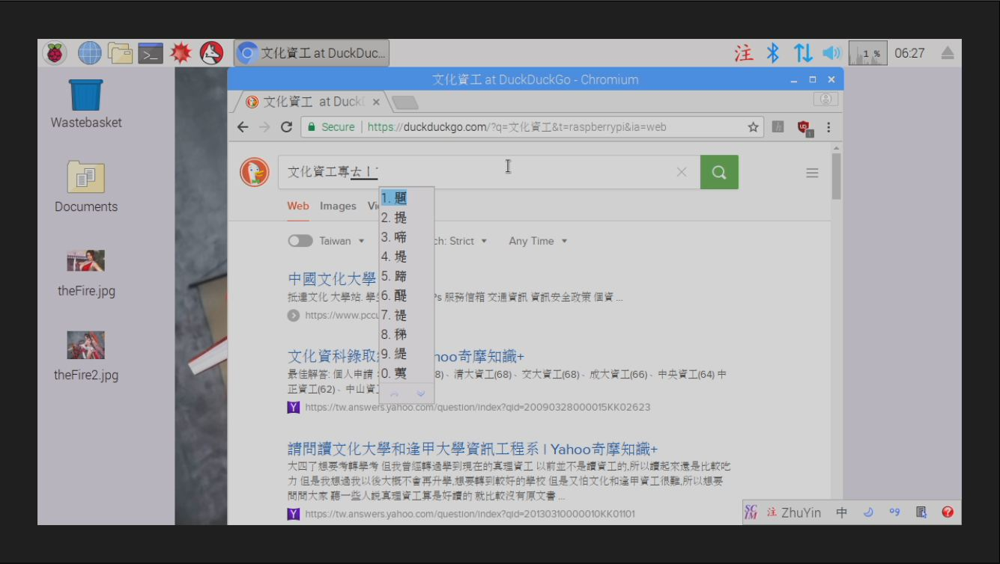 文化資工 at DuckDuc...
注
1 %
06:27
文化資工 at DuckDuckGo - Chromium
Wastebasket
文化資工 at Duck
Secure | https://duckduckgo.com/?q=文化資工&t=raspberrypi&ia=web
文化資工專ㄊㄧˊ
Documents
Web Images Vi
1. 題
2. 提
3. 啼
4. 堤
5. 蹄
6. 醍
7. 禔
8. 稊
9. 緹
0. 荑
Taiwan
ch: Strict
Any Time
theFire.jpg
中國文化大學
抵達文化 大學站. 學 Ps 服務信箱 交通資訊 資訊安全政策 個資 ...
https://www.pccu
文化資科錄取 hoo奇摩知識+
最佳解答: 個人申請 8)、清大資工(68)、交大資工(68)、成大資工(66)、中央資工(64) 中
正資工(62)、中山資
https://tw.answers.yahoo.com/question/index?qid=20090328000015KK02623
theFire2.jpg
請問讀文化大學和逢甲大學資訊工程系 | Yahoo奇摩知識+
大四了想要考轉學考 但我曾經轉過學到現在的真理資工 以前並不是讀資工的,所以讀起來還是比較吃
力 但是我想過我以後大概不會再升學,想要轉到較好的學校 但是又怕文化和逢甲資工很難,所以想要
問問大家 聽一些人說真理資工算是好讀的 就比較沒有原文書 ...
https://tw.answers.yahoo.com/question/index?qid=20130310000010KK01101
SCIM 注 ZhuYin 中